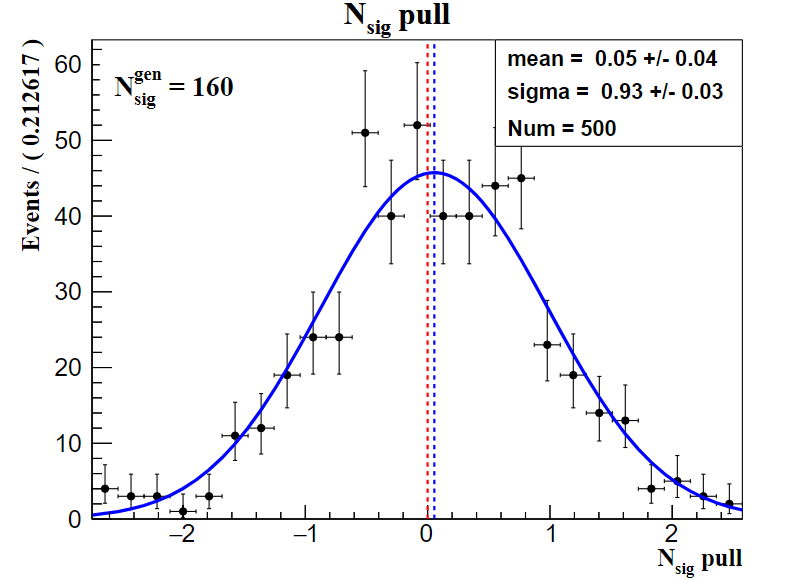 N_sig pull
mean = 0.05 +/- 0.04
sigma = 0.93 +/- 0.03
Num = 500
N_sig^gen = 160
Events / ( 0.212617 )
60
50
40
30
20
10
0
−2 −1 0 1 2
N_sig pull